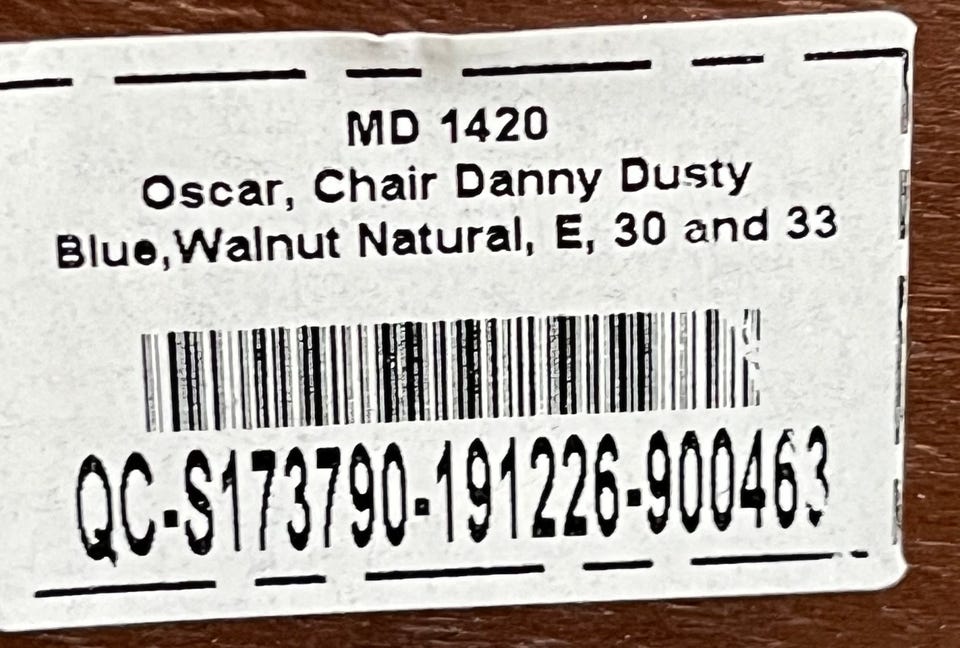 MD 1420
Oscar, Chair Danny Dusty
Blue,Walnut Natural, E, 30 and 33
QC-S173790-191226-900463